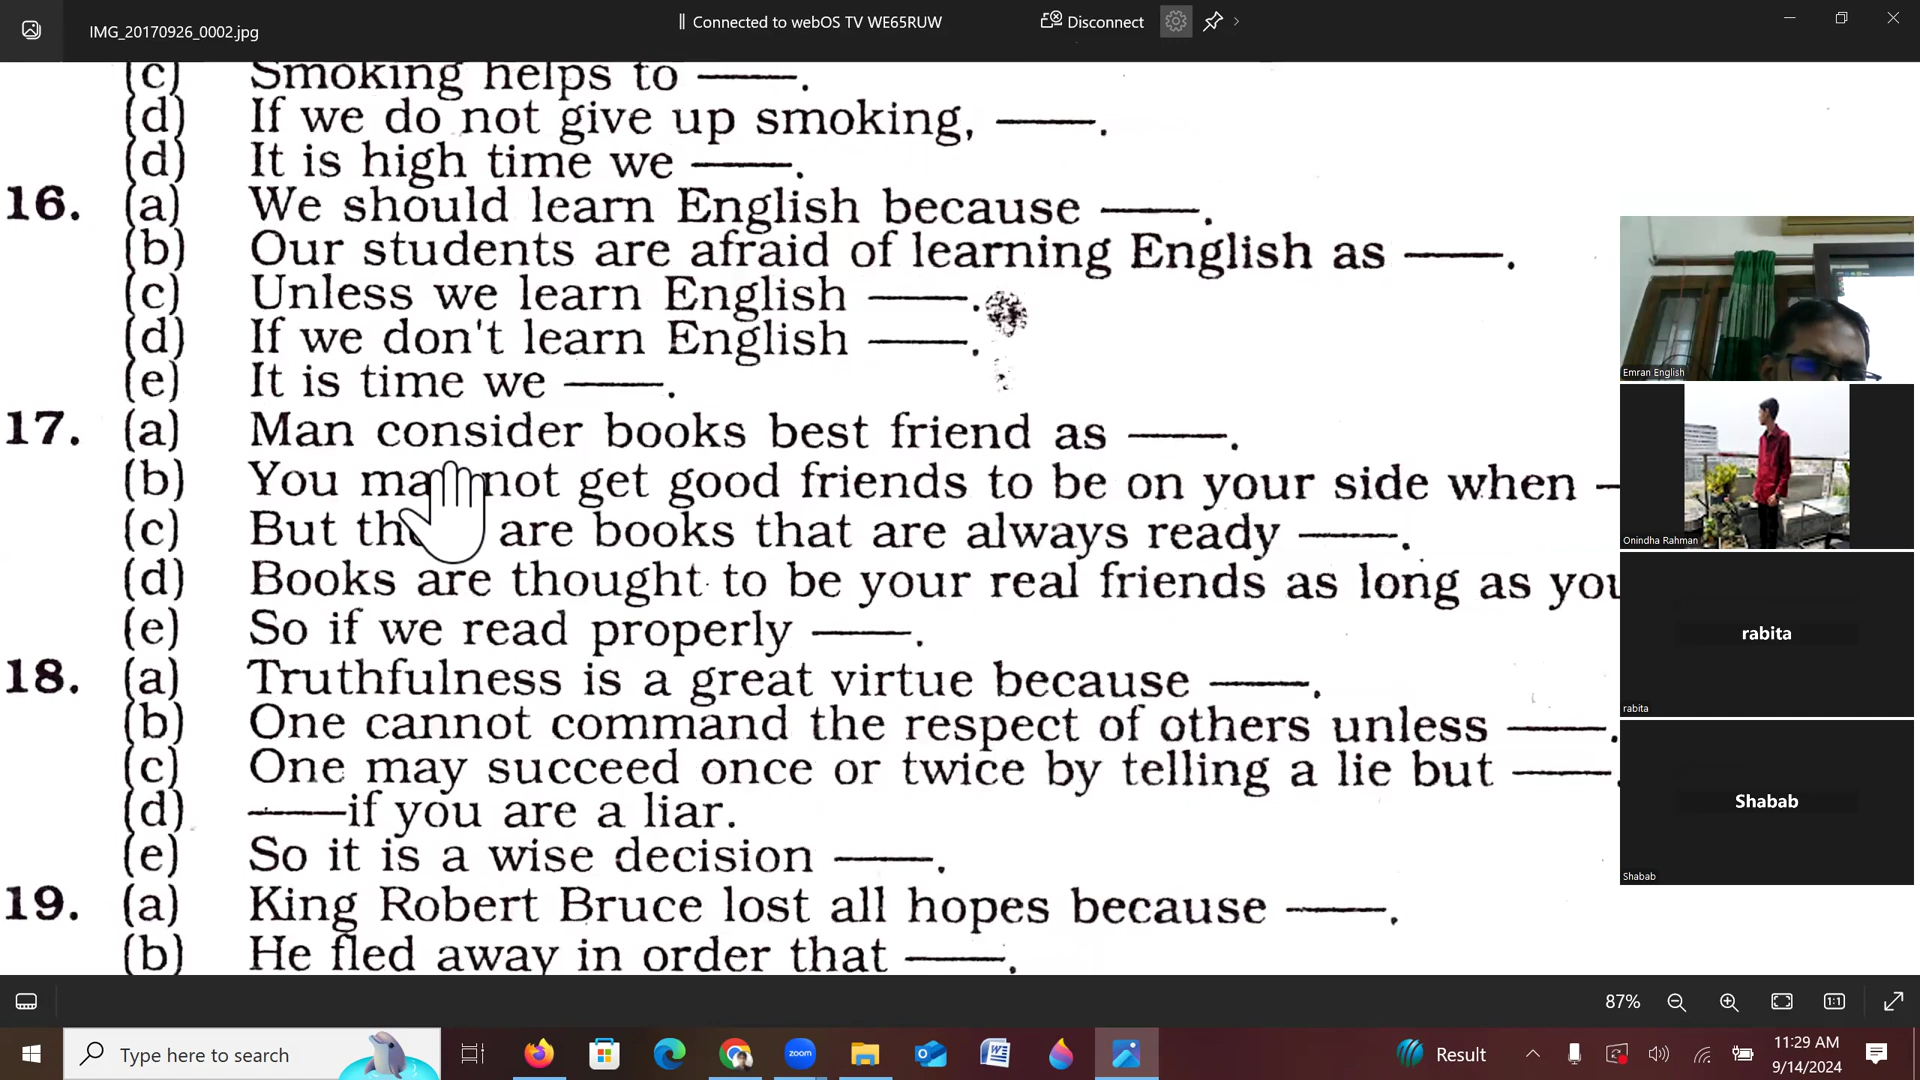 IMG_20170926_0002.jpg
Connected to webOS TV WE65RUW
Disconnect
(c) Smoking helps to ——.
(d) If we do not give up smoking, ——.
(d) It is high time we ——.
16. (a) We should learn English because ——.
(b) Our students are afraid of learning English as ——.
(c) Unless we learn English ——.
(d) If we don't learn English ——.
(e) It is time we ——.
17. (a) Man consider books best friend as ——.
(b) You not get good friends to be on your side when —
(c) But are books that are always ready ——.
(d) Books are thought to be your real friends as long as
(e) So if we read properly ——.
18. (a) Truthfulness is a great virtue because ——.
(b) One cannot command the respect of others unless ——.
(c) One may succeed once or twice by telling a lie but ——.
(d) ——if you are a liar.
(e) So it is a wise decision ——.
19. (a) King Robert Bruce lost all hopes because ——.
(b) He fled away in order that ——.
Emran English
Onindha Rahman
rabita
rabita
Shabab
Shabab
87%
1:1
Type here to search
zoom
Result
11:29 AM
9/14/2024